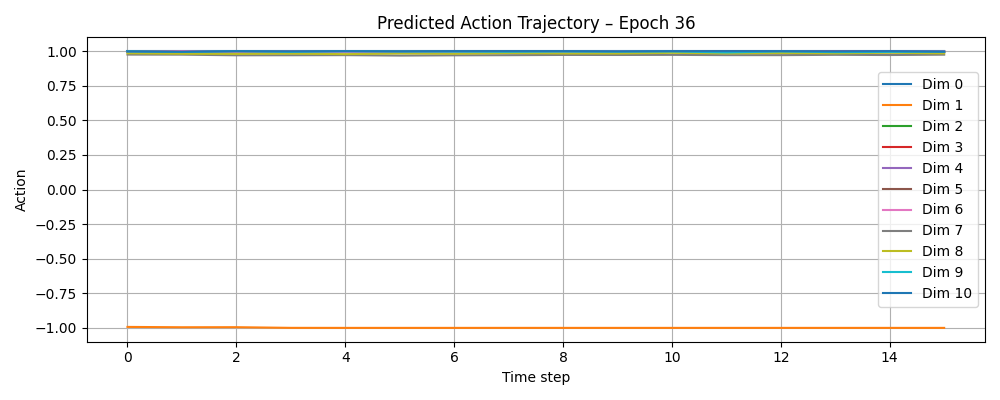 Predicted Action Trajectory – Epoch 36
1.00
0.75
0.50
0.25
0.00
−0.25
−0.50
−0.75
−1.00
Action
Dim 0
Dim 1
Dim 2
Dim 3
Dim 4
Dim 5
Dim 6
Dim 7
Dim 8
Dim 9
Dim 10
0 2 4 6 8 10 12 14
Time step